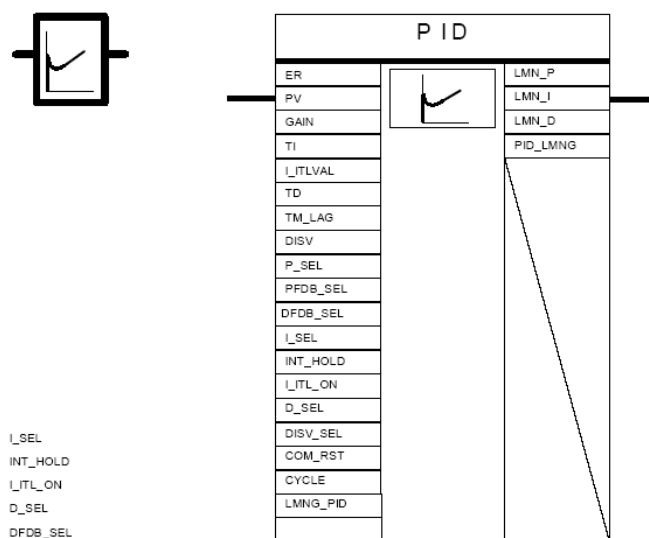 PID
ER
LMN_P
PV
LMN_I
GAIN
LMN_D
TI
PID_LMNG
I_ITLVAL
TD
TM_LAG
DISV
P_SEL
PFDB_SEL
DFDB_SEL
I_SEL
INT_HOLD
I_ITL_ON
D_SEL
DISV_SEL
COM_RST
CYCLE
LMNG_PID
I_SEL
INT_HOLD
I_ITL_ON
D_SEL
DFDB_SEL